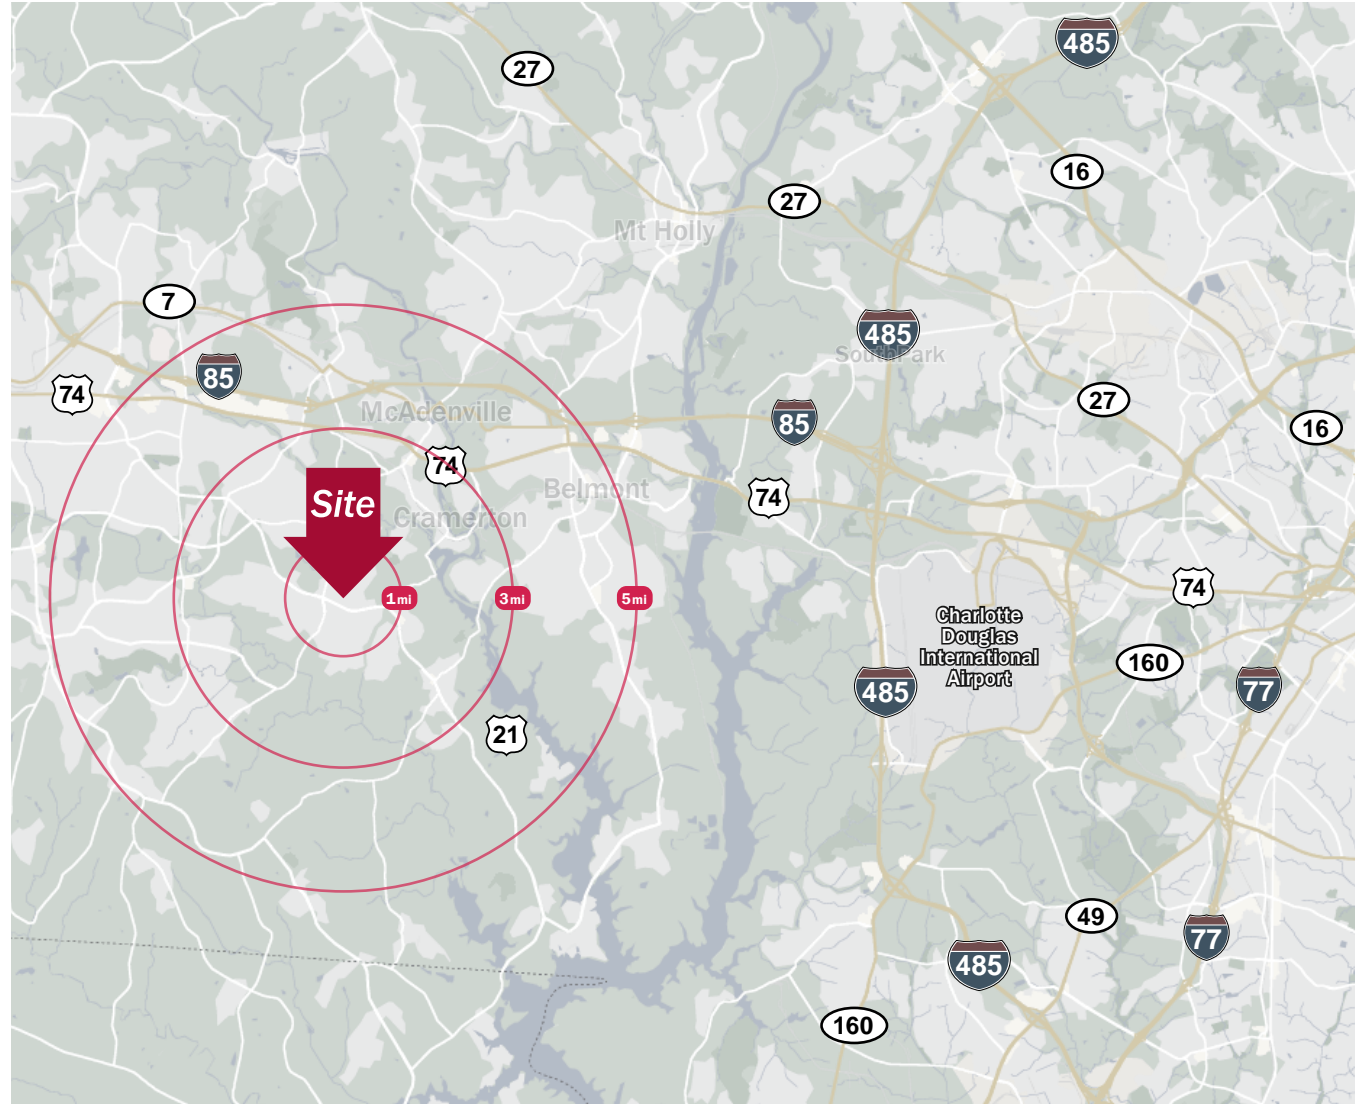 485
27
16
27
Mt Holly
7
485
SouthPark
85
74
27
McAdenville
85
16
74
Belmont
74
Site
Cramerton
74
1mi
3mi
5mi
Charlotte
Douglas
International
Airport
160
485
77
21
49
77
485
160